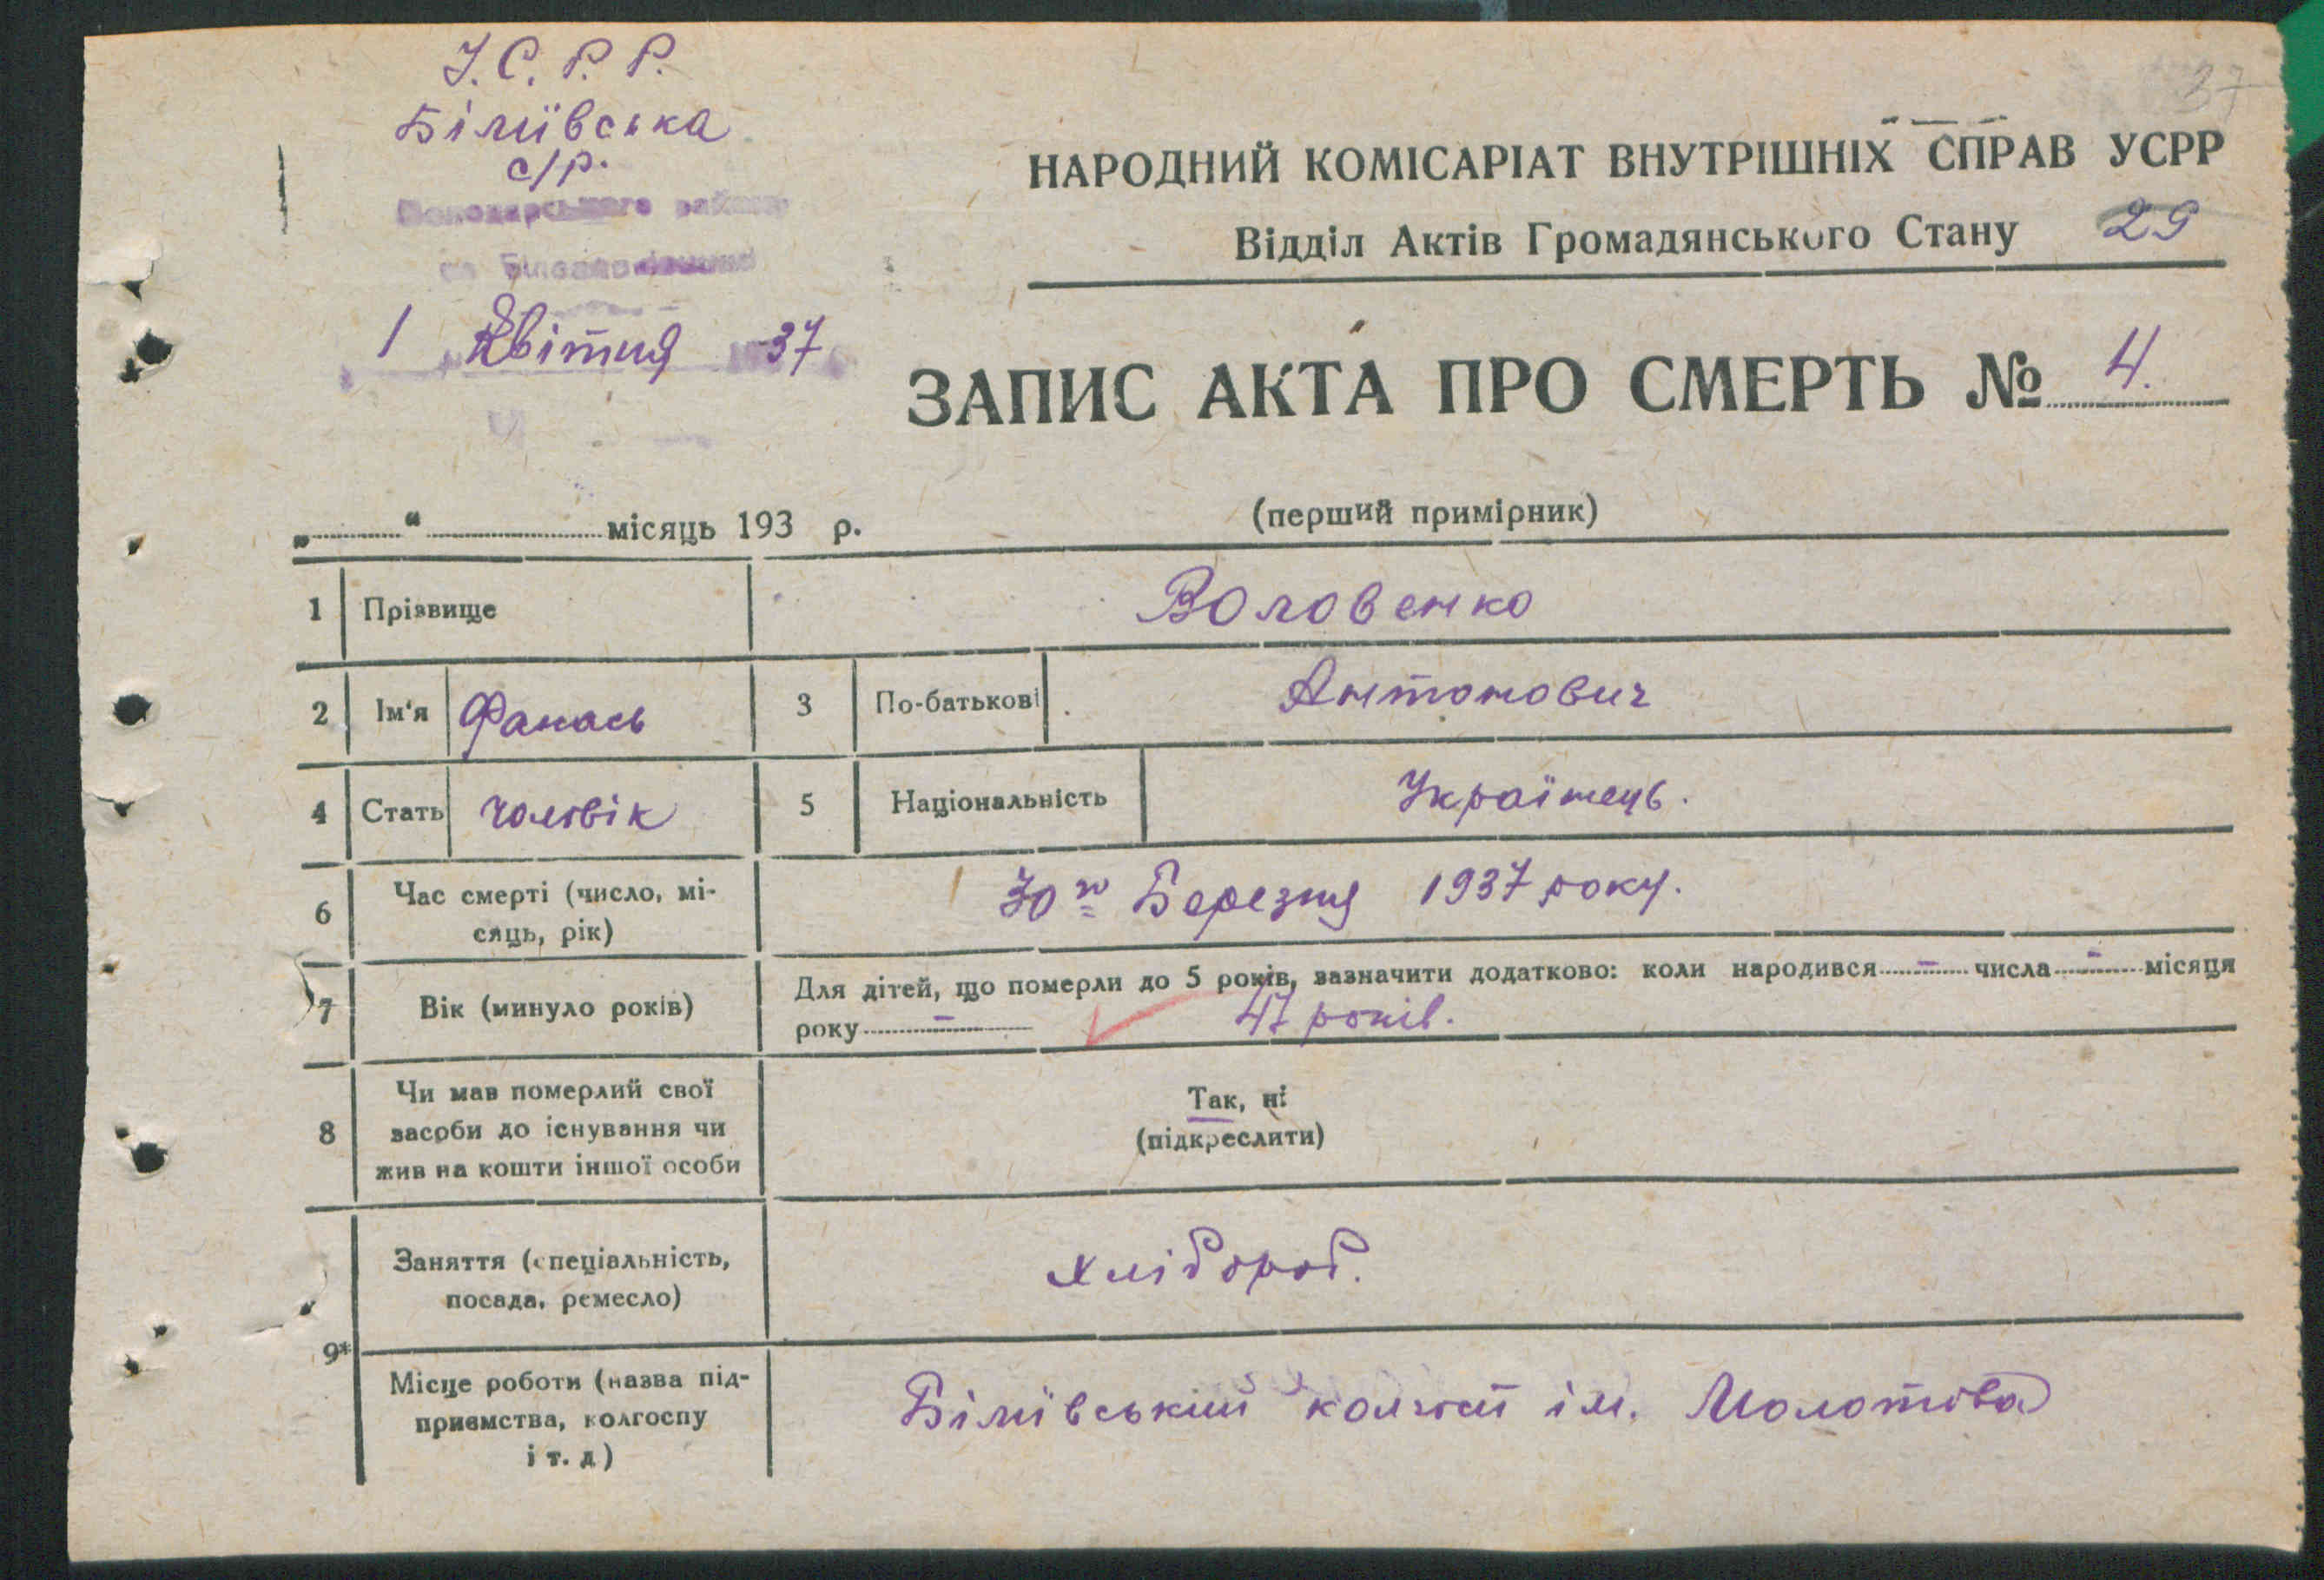 У.С.Р.Р.
Біліївська
с/р.
1 Квітня 37
37
НАРОДНИЙ КОМІСАРІАТ ВНУТРІШНІХ СПРАВ УСРР
Відділ Актів Громадянського Стану 29
ЗАПИС АКТА ПРО СМЕРТЬ № 4.
„ “ місяць 193 р.
(перший примірник)
1 Прізвище Воловенко
2 Ім'я Фанась 3 По-батькові Антонович
4 Стать чоловік 5 Національність Українець.
6 Час смерті (число, мі-
сяць, рік) 30го Березня 1937 року.
7 Вік (минуло років) Для дітей, що померли до 5 років, зазначити додатково: коли народився - числа - місяця
року - 47 років.
8 Чи мав померлий свої
засоби до існування чи
жив на кошти іншої особи
Так, ні
(підкреслити)
9* Заняття (спеціальність,
посада, ремесло) хлібороб.
Місце роботи (назва під-
приємства, колгоспу
і т. д) Біліївський колгосп ім. Молотова